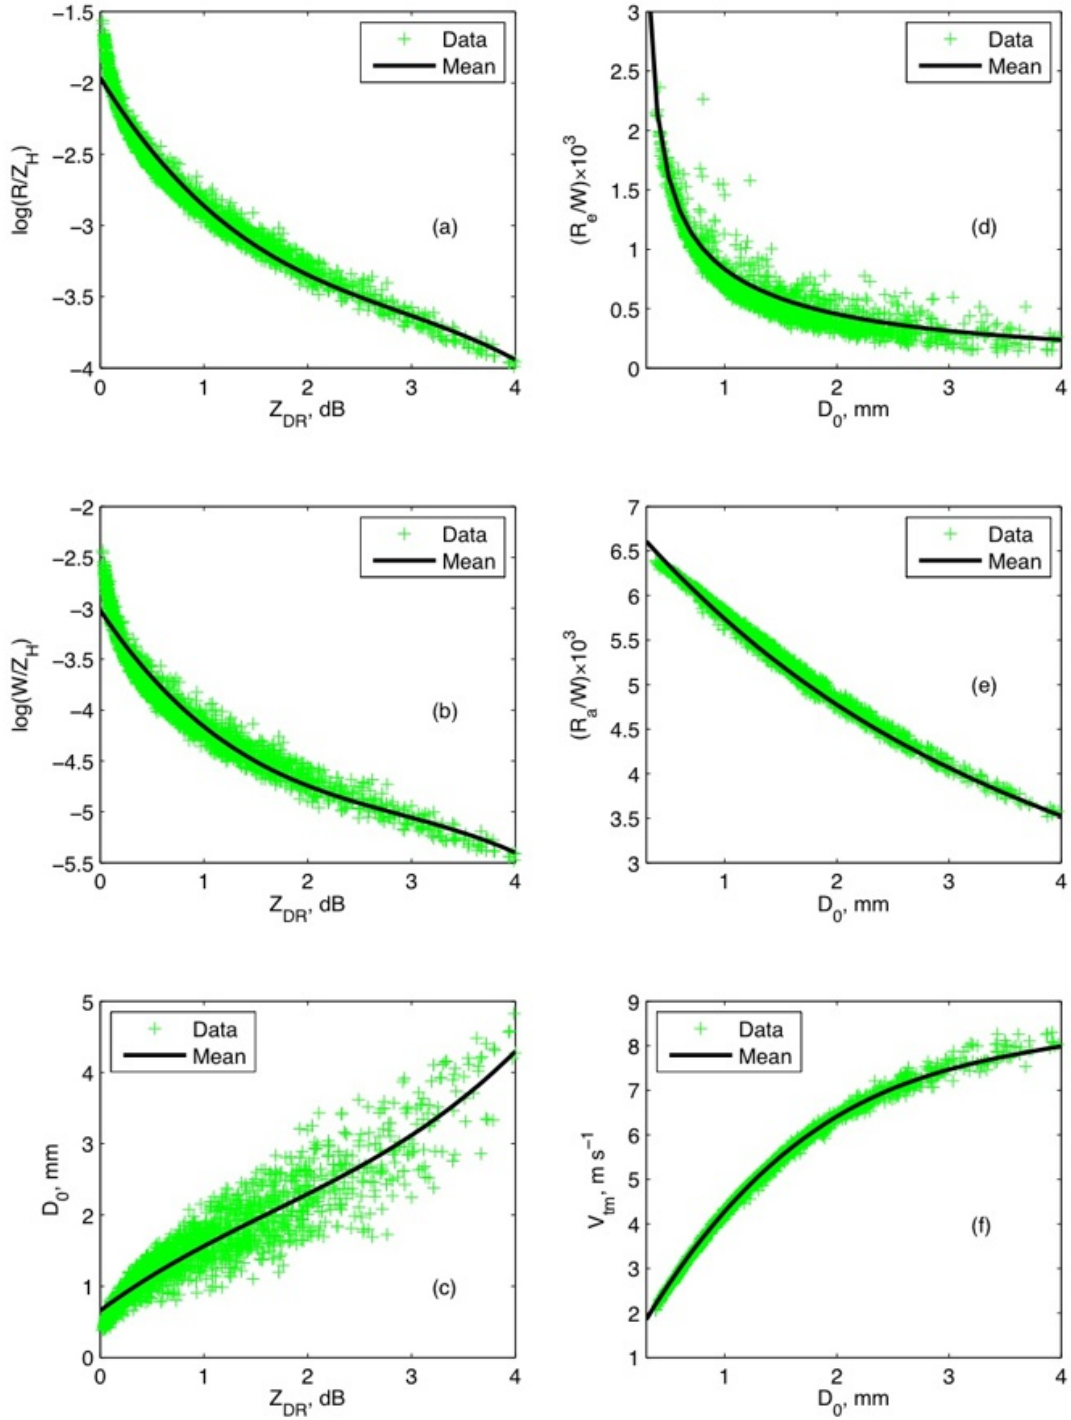 −1.5
−2
−2.5
−3
−3.5
−4
0 1 2 3 4
log(R/Z_H)
Z_DR, dB
Data
Mean
(a)
3
2.5
2
1.5
1
0.5
0
1 2 3 4
(R_e/W)×10^3
D_0, mm
Data
Mean
(d)
−2
−2.5
−3
−3.5
−4
−4.5
−5
−5.5
0 1 2 3 4
log(W/Z_H)
Z_DR, dB
Data
Mean
(b)
7
6.5
6
5.5
5
4.5
4
3.5
3
1 2 3 4
(R_a/W)×10^3
D_0, mm
Data
Mean
(e)
5
4
3
2
1
0
0 1 2 3 4
D_0, mm
Z_DR, dB
Data
Mean
(c)
9
8
7
6
5
4
3
2
1
1 2 3 4
V_tm, m s^−1
D_0, mm
Data
Mean
(f)